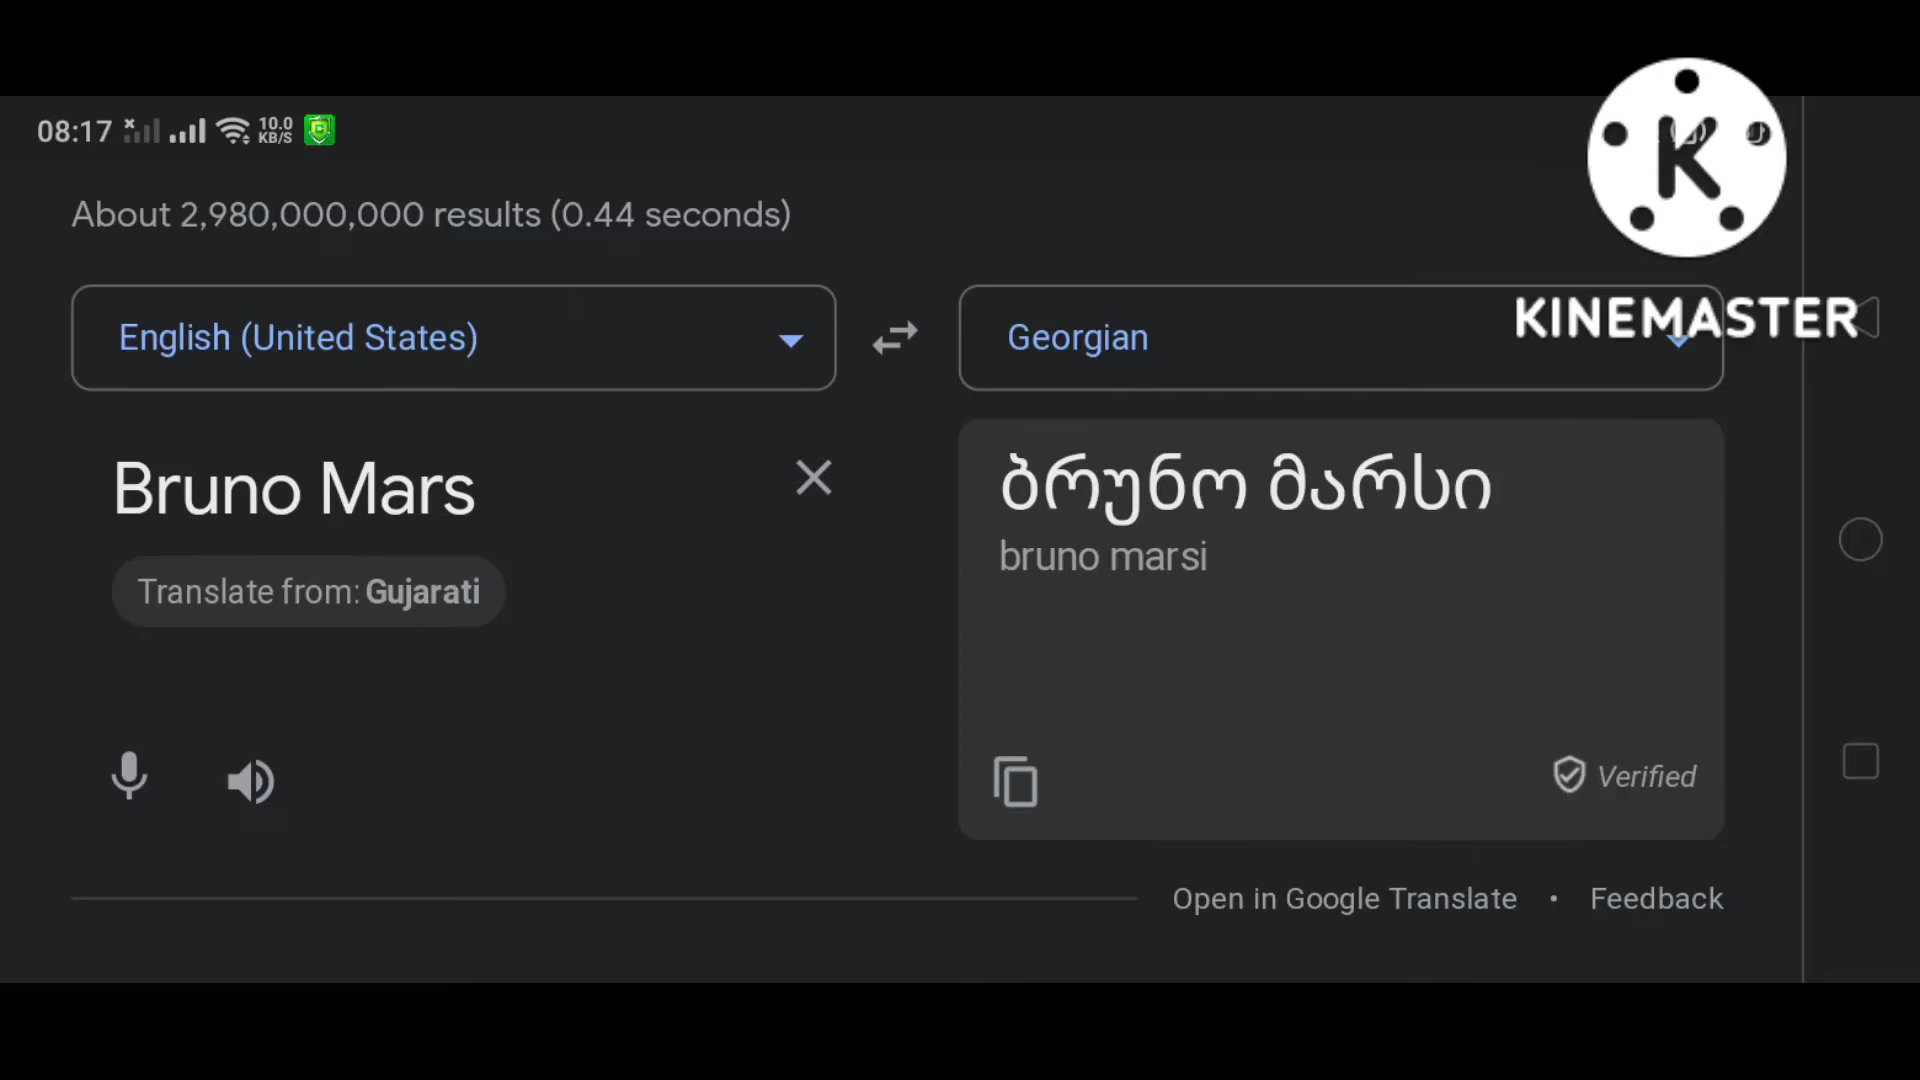 08:17 10.0 KB/S
About 2,980,000,000 results (0.44 seconds)
English (United States)
Georgian
KINEMASTER
Bruno Mars
ბრუნო მარსი
bruno marsi
Translate from: Gujarati
Verified
Open in Google Translate • Feedback